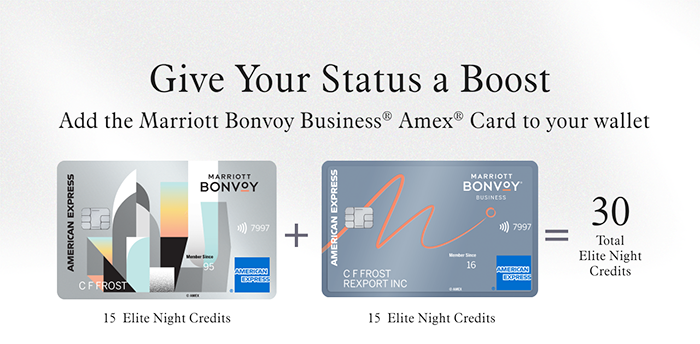 Give Your Status a Boost
Add the Marriott Bonvoy Business® Amex® Card to your wallet
AMERICAN EXPRESS
MARRIOTT
BONVOY
7997
Member Since
95
C F FROST
AMERICAN
EXPRESS
© AMEX
15 Elite Night Credits
+
AMERICAN EXPRESS
MARRIOTT
BONVOY®
BUSINESS
7997
Member Since
16
C F FROST
REXPORT INC
AMERICAN
EXPRESS
© AMEX
15 Elite Night Credits
=
30
Total
Elite Night
Credits